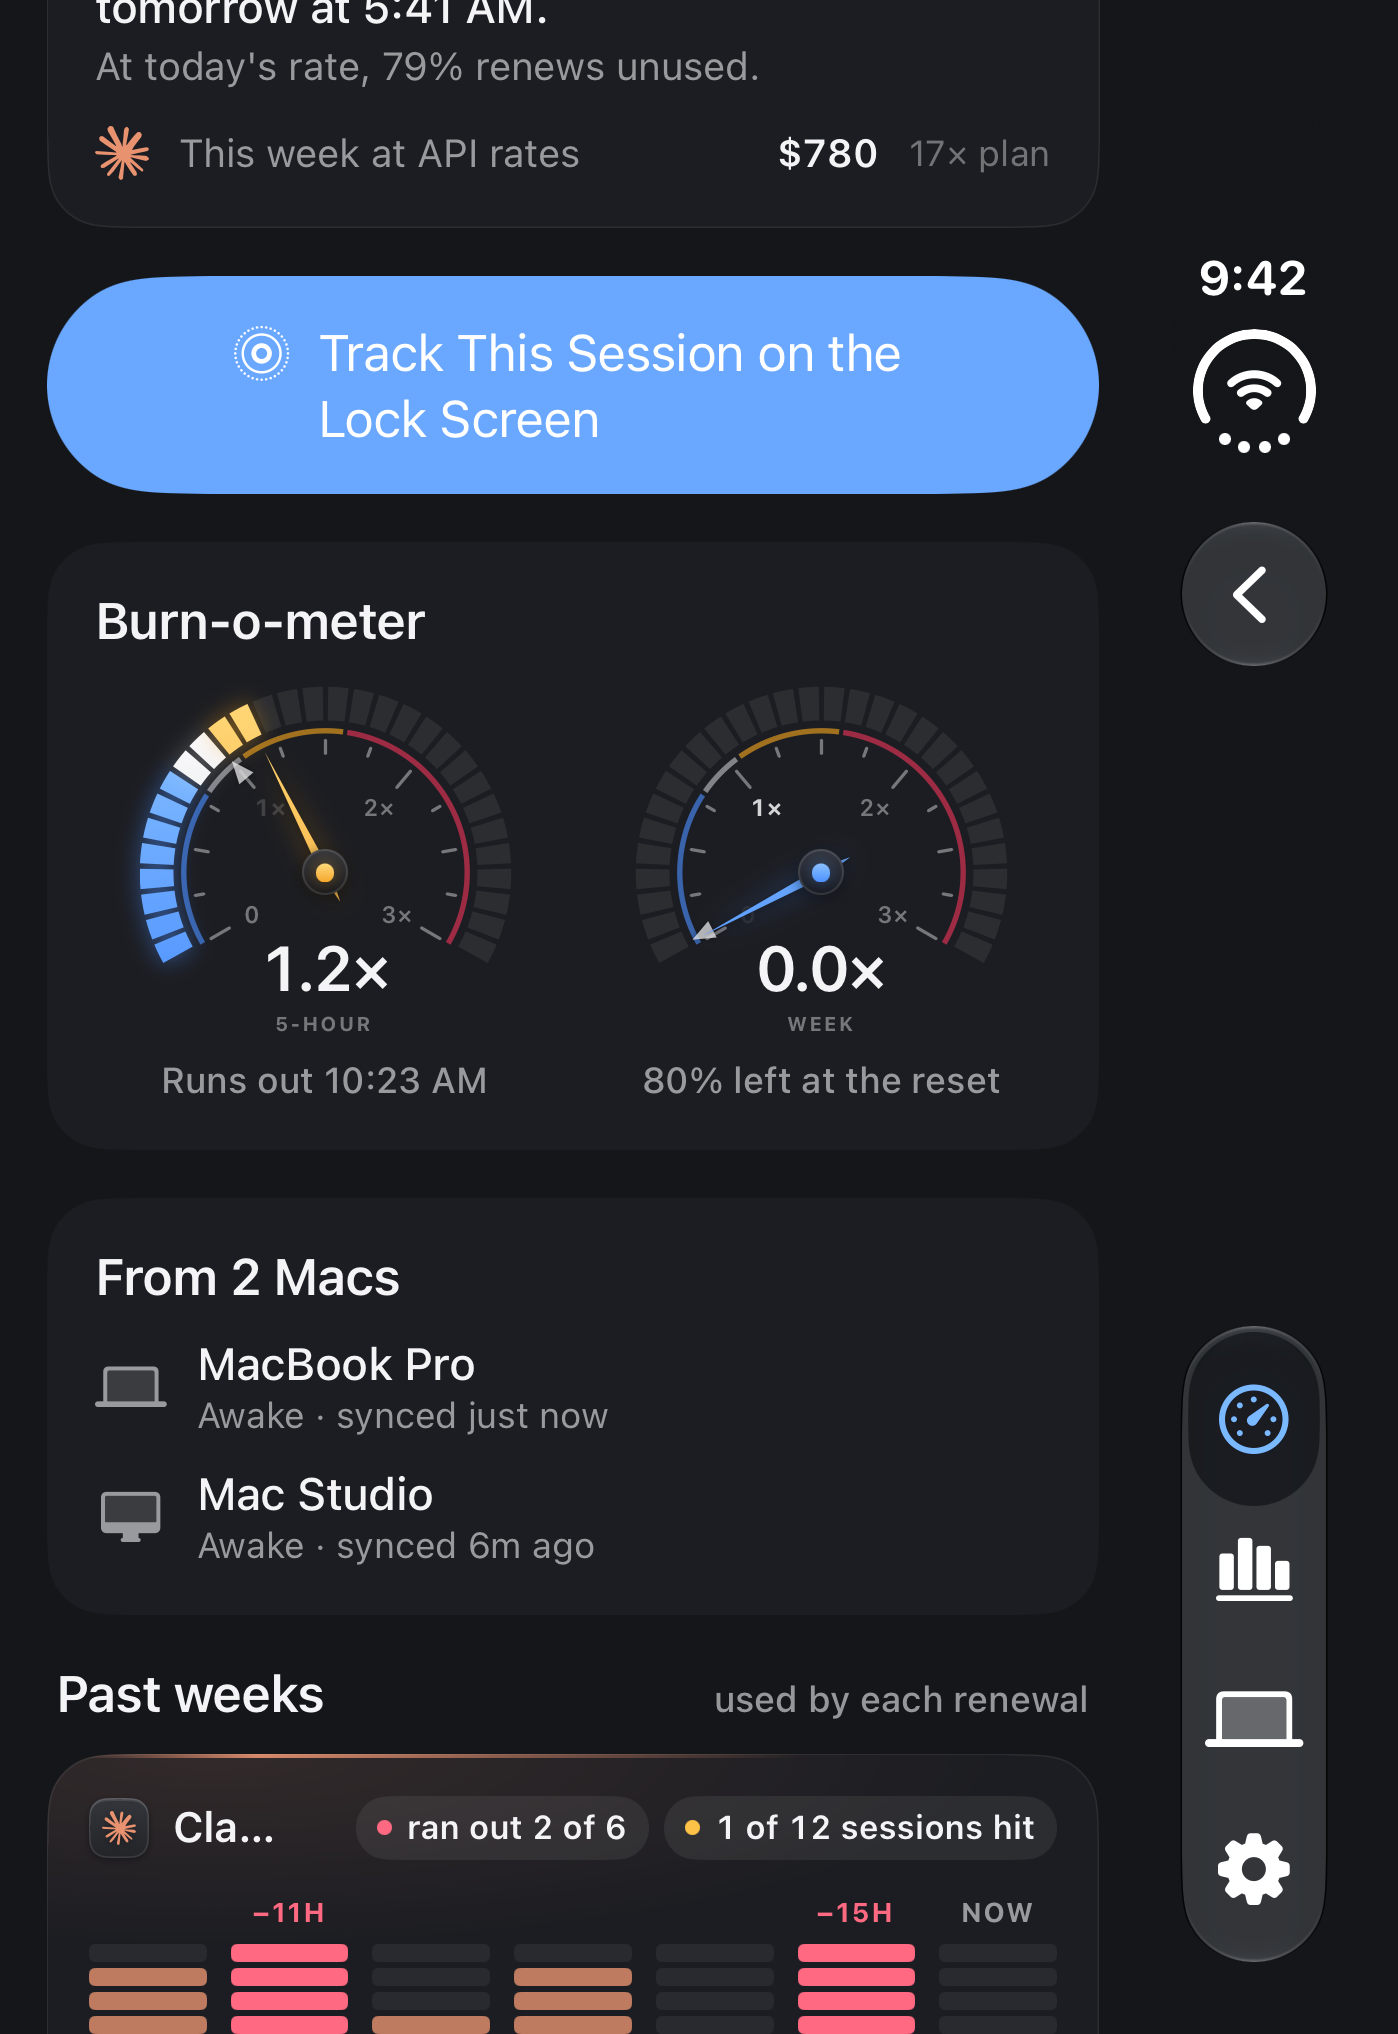 tomorrow at 5:41 AM.
At today's rate, 79% renews unused.
This week at API rates $780 17× plan
9:42
Track This Session on the
Lock Screen
Burn-o-meter
1× 2×
0 3×
1.2×
5-HOUR
Runs out 10:23 AM
1× 2×
0 3×
0.0×
WEEK
80% left at the reset
From 2 Macs
MacBook Pro
Awake · synced just now
Mac Studio
Awake · synced 6m ago
Past weeks used by each renewal
Cla... ran out 2 of 6 1 of 12 sessions hit
–11H –15H NOW